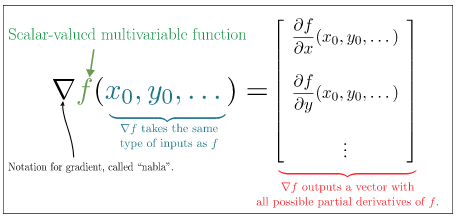 Scalar-valued multivariable function
∇f(x₀, y₀, . . . ) =
∂f/∂x (x₀, y₀, . . . )
∂f/∂y (x₀, y₀, . . . )
⋮
∇f takes the same
type of inputs as f
Notation for gradient, called “nabla”.
∇f outputs a vector with
all possible partial derivatives of f.